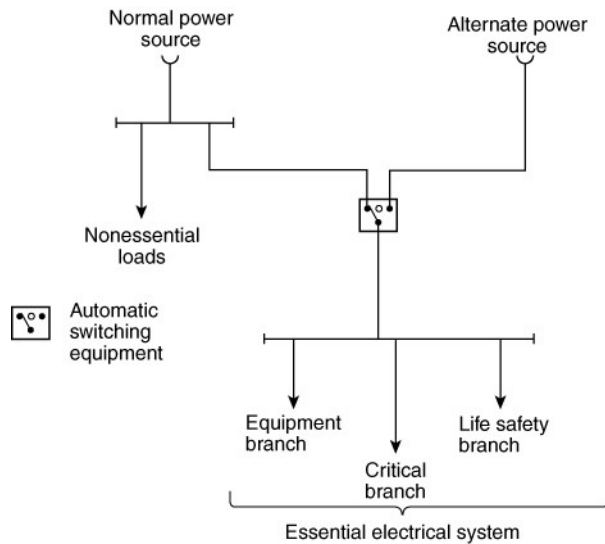 Normal power
source
Alternate power
source
Nonessential
loads
Automatic
switching
equipment
Equipment
branch
Critical
branch
Life safety
branch
Essential electrical system